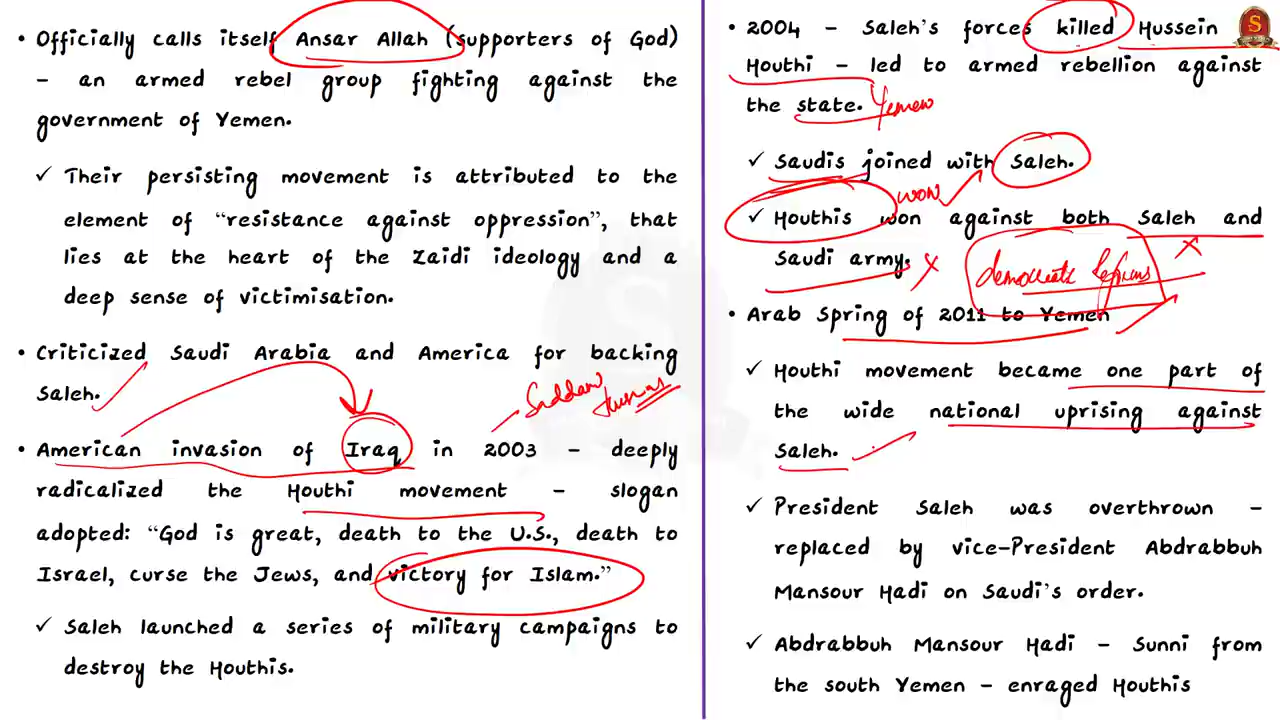 • Officially calls itself Ansar Allah (supporters of God)
– an armed rebel group fighting against the
government of Yemen.
✓ Their persisting movement is attributed to the
element of “resistance against oppression”, that
lies at the heart of the Zaidi ideology and a
deep sense of victimisation.
• Criticized Saudi Arabia and America for backing
Saleh.
Saddam
Hussain
• American invasion of Iraq in 2003 – deeply
radicalized the Houthi movement – slogan
adopted: “God is great, death to the U.S., death to
Israel, curse the Jews, and victory for Islam.”
✓ Saleh launched a series of military campaigns to
destroy the Houthis.
• 2004 – Saleh's forces killed Hussein
Houthi – led to armed rebellion against
the state. Yemen
✓ Saudis joined with Saleh.
won
✓ Houthis won against both Saleh and
Saudi army.
democratic
• Arab Spring of 2011 to Yemen
✓ Houthi movement became one part of
the wide national uprising against
Saleh.
✓ President Saleh was overthrown –
replaced by vice-President Abdrabbuh
Mansour Hadi on Saudi's order.
✓ Abdrabbuh Mansour Hadi – Sunni from
the south Yemen – enraged Houthis